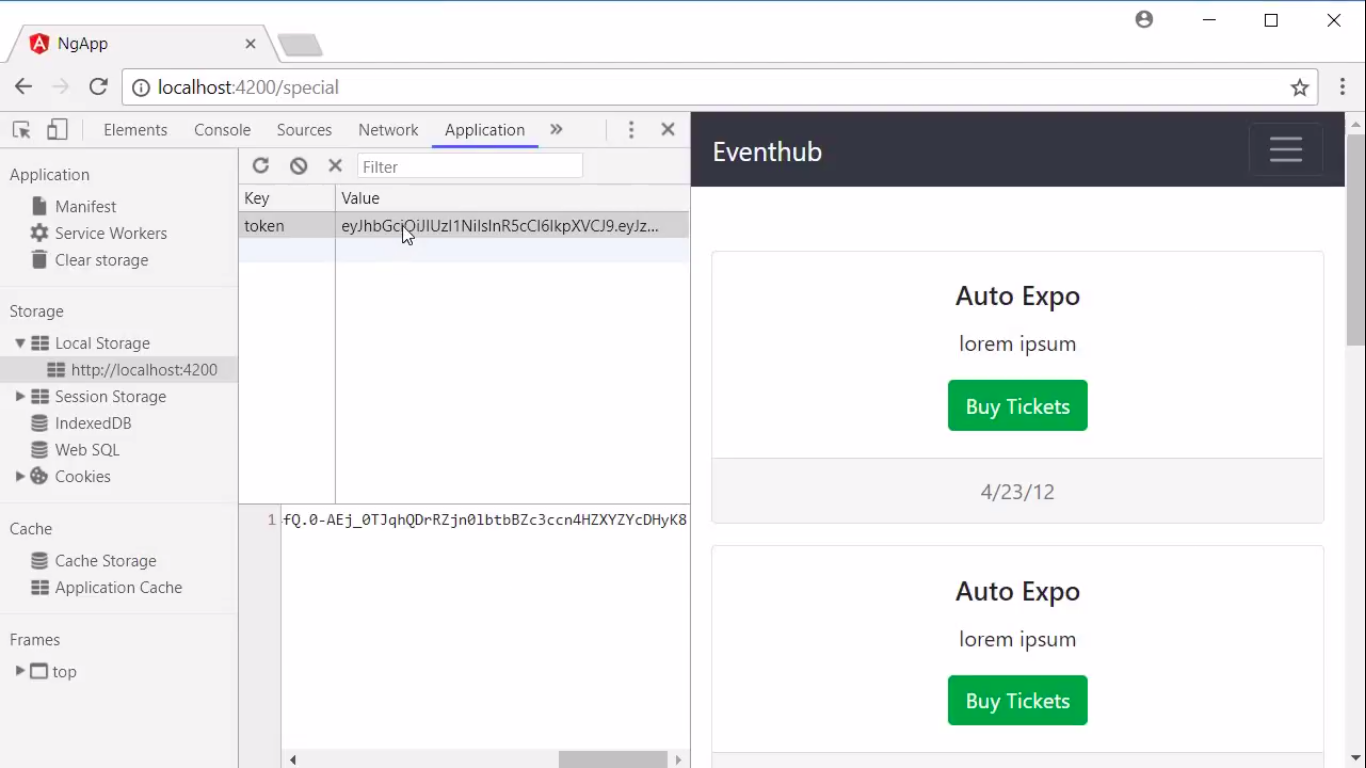 NgApp
localhost:4200/special
Elements Console Sources Network Application »
Filter
Application
Manifest
Service Workers
Clear storage
Storage
Local Storage
http://localhost:4200
Session Storage
IndexedDB
Web SQL
Cookies
Cache
Cache Storage
Application Cache
Frames
top
Key Value
token eyJhbGciOiJIUzI1NiIsInR5cCI6IkpXVCJ9.eyJz...
1 fQ.0-AEj_0TJqhQDrRZjn0lbtbBZc3ccn4HZXYZYcDHyK8
Eventhub
Auto Expo
lorem ipsum
Buy Tickets
4/23/12
Auto Expo
lorem ipsum
Buy Tickets